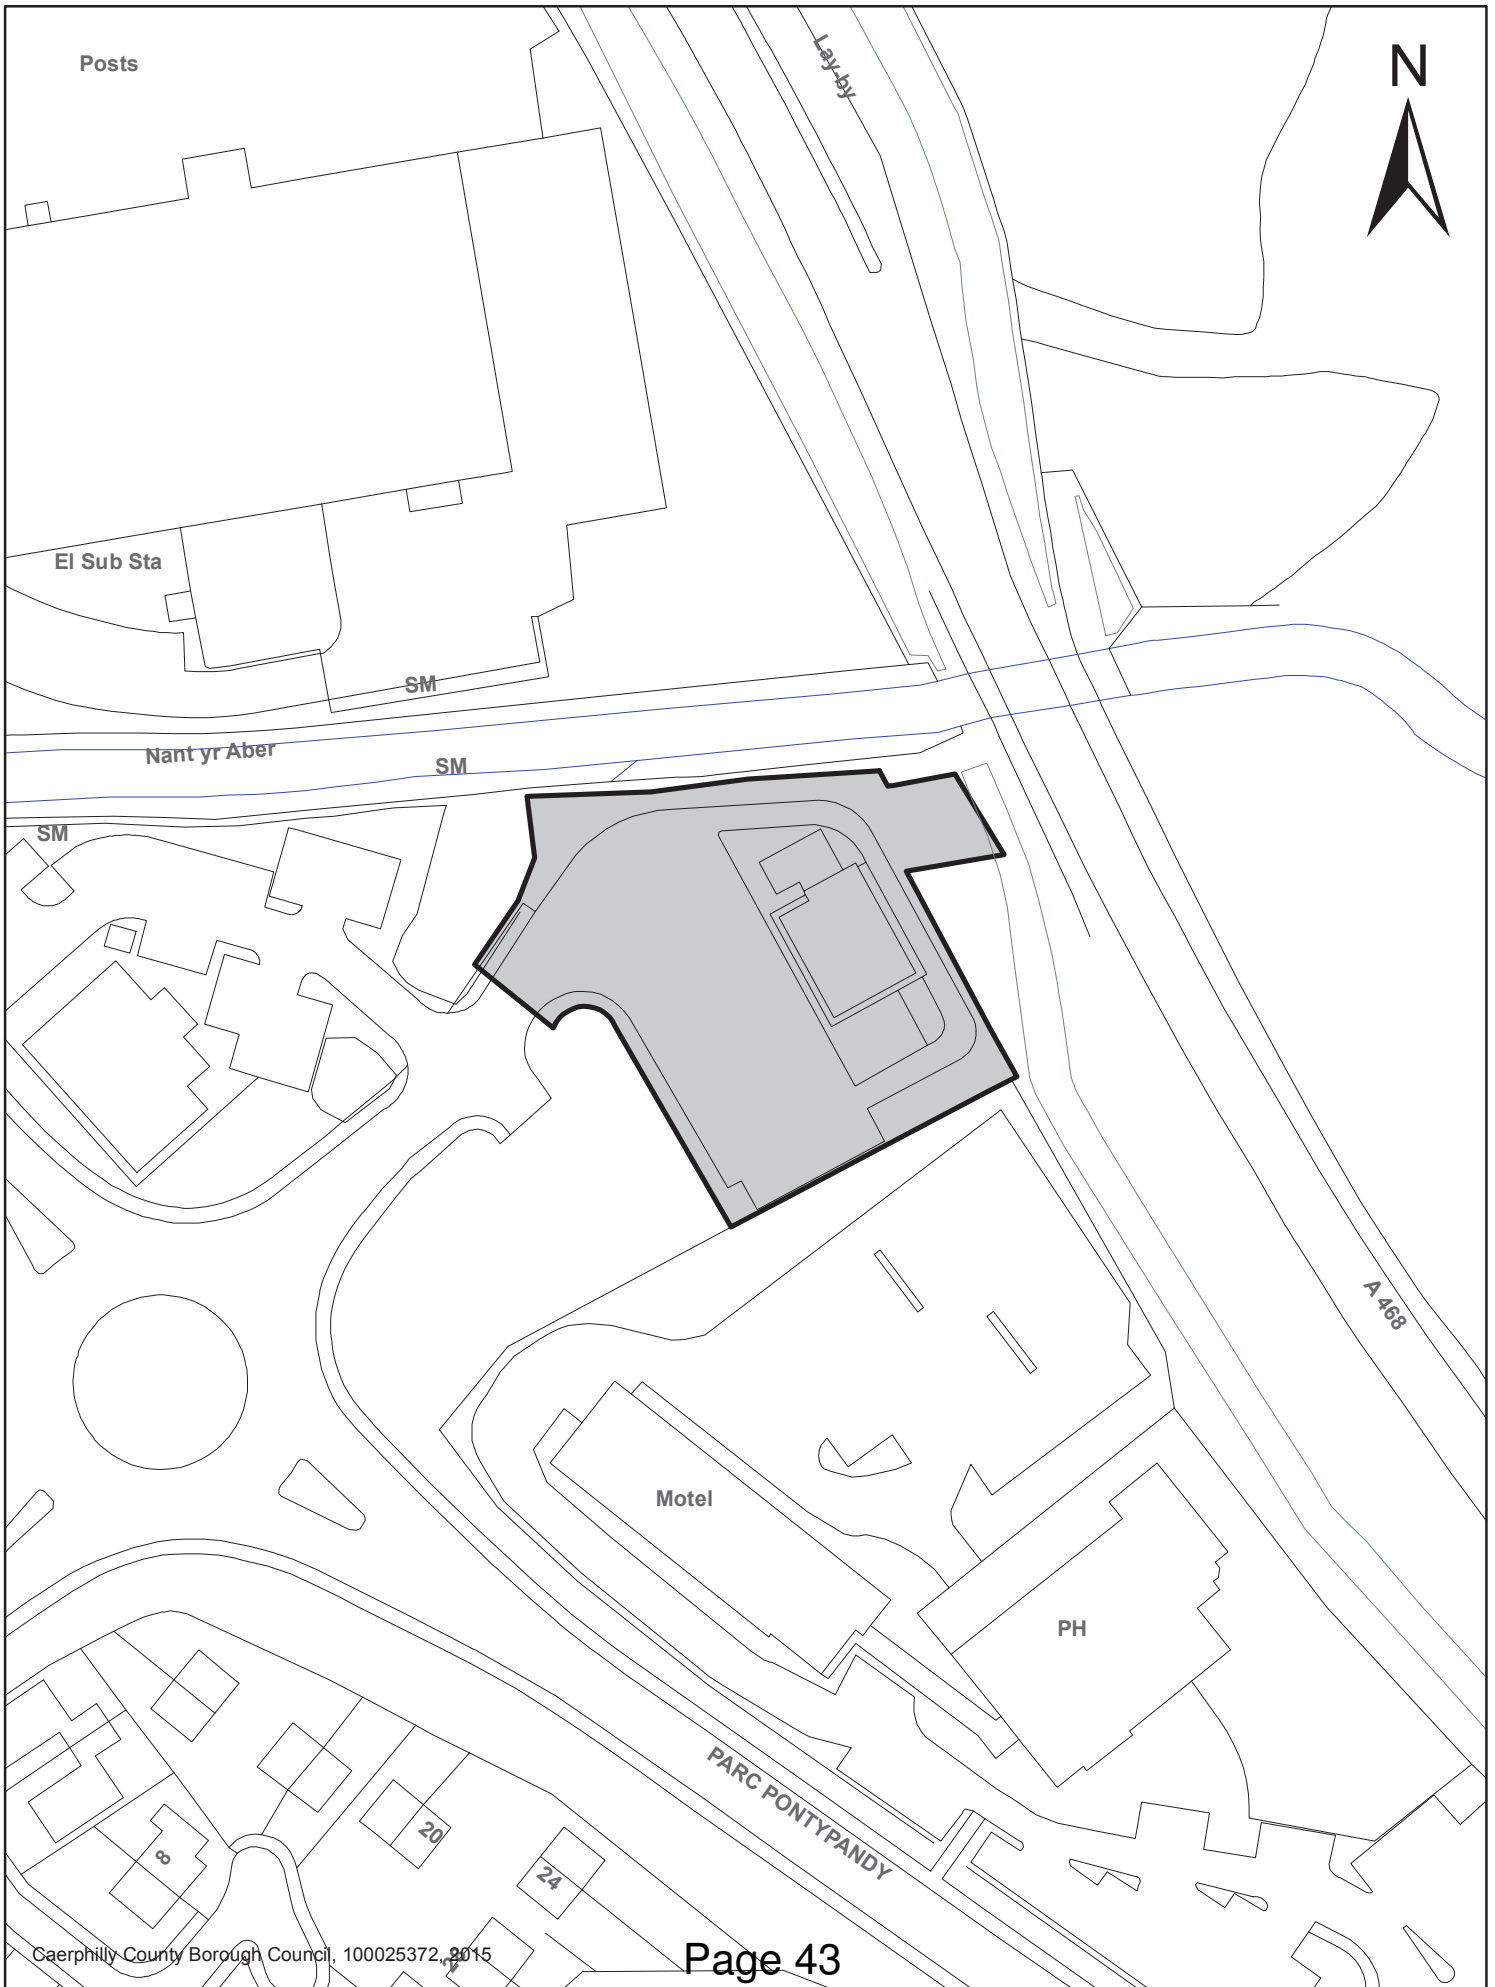 Posts
Lay-by
N
El Sub Sta
SM
Nant yr Aber
SM
SM
A 468
Motel
PH
PARC PONTYPANDY
20
8
24
Caerphilly County Borough Council, 100025372, 2015
Page 43